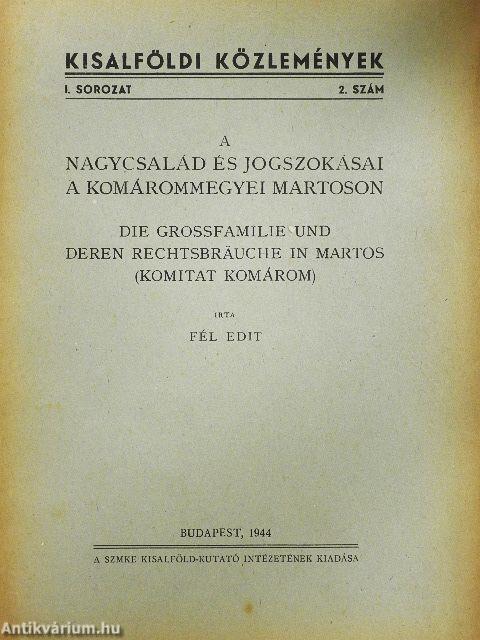 KISALFÖLDI KÖZLEMÉNYEK
I. SOROZAT 2. SZÁM
A
NAGYCSALÁD ÉS JOGSZOKÁSAI
A KOMÁROMMEGYEI MARTOSON
DIE GROSSFAMILIE UND
DEREN RECHTSBRÄUCHE IN MARTOS
(KOMITAT KOMÁROM)
IRTA
FÉL EDIT
BUDAPEST, 1944
A SZMKE KISALFÖLD-KUTATÓ INTÉZETÉNEK KIADÁSA
Antikvárium.hu